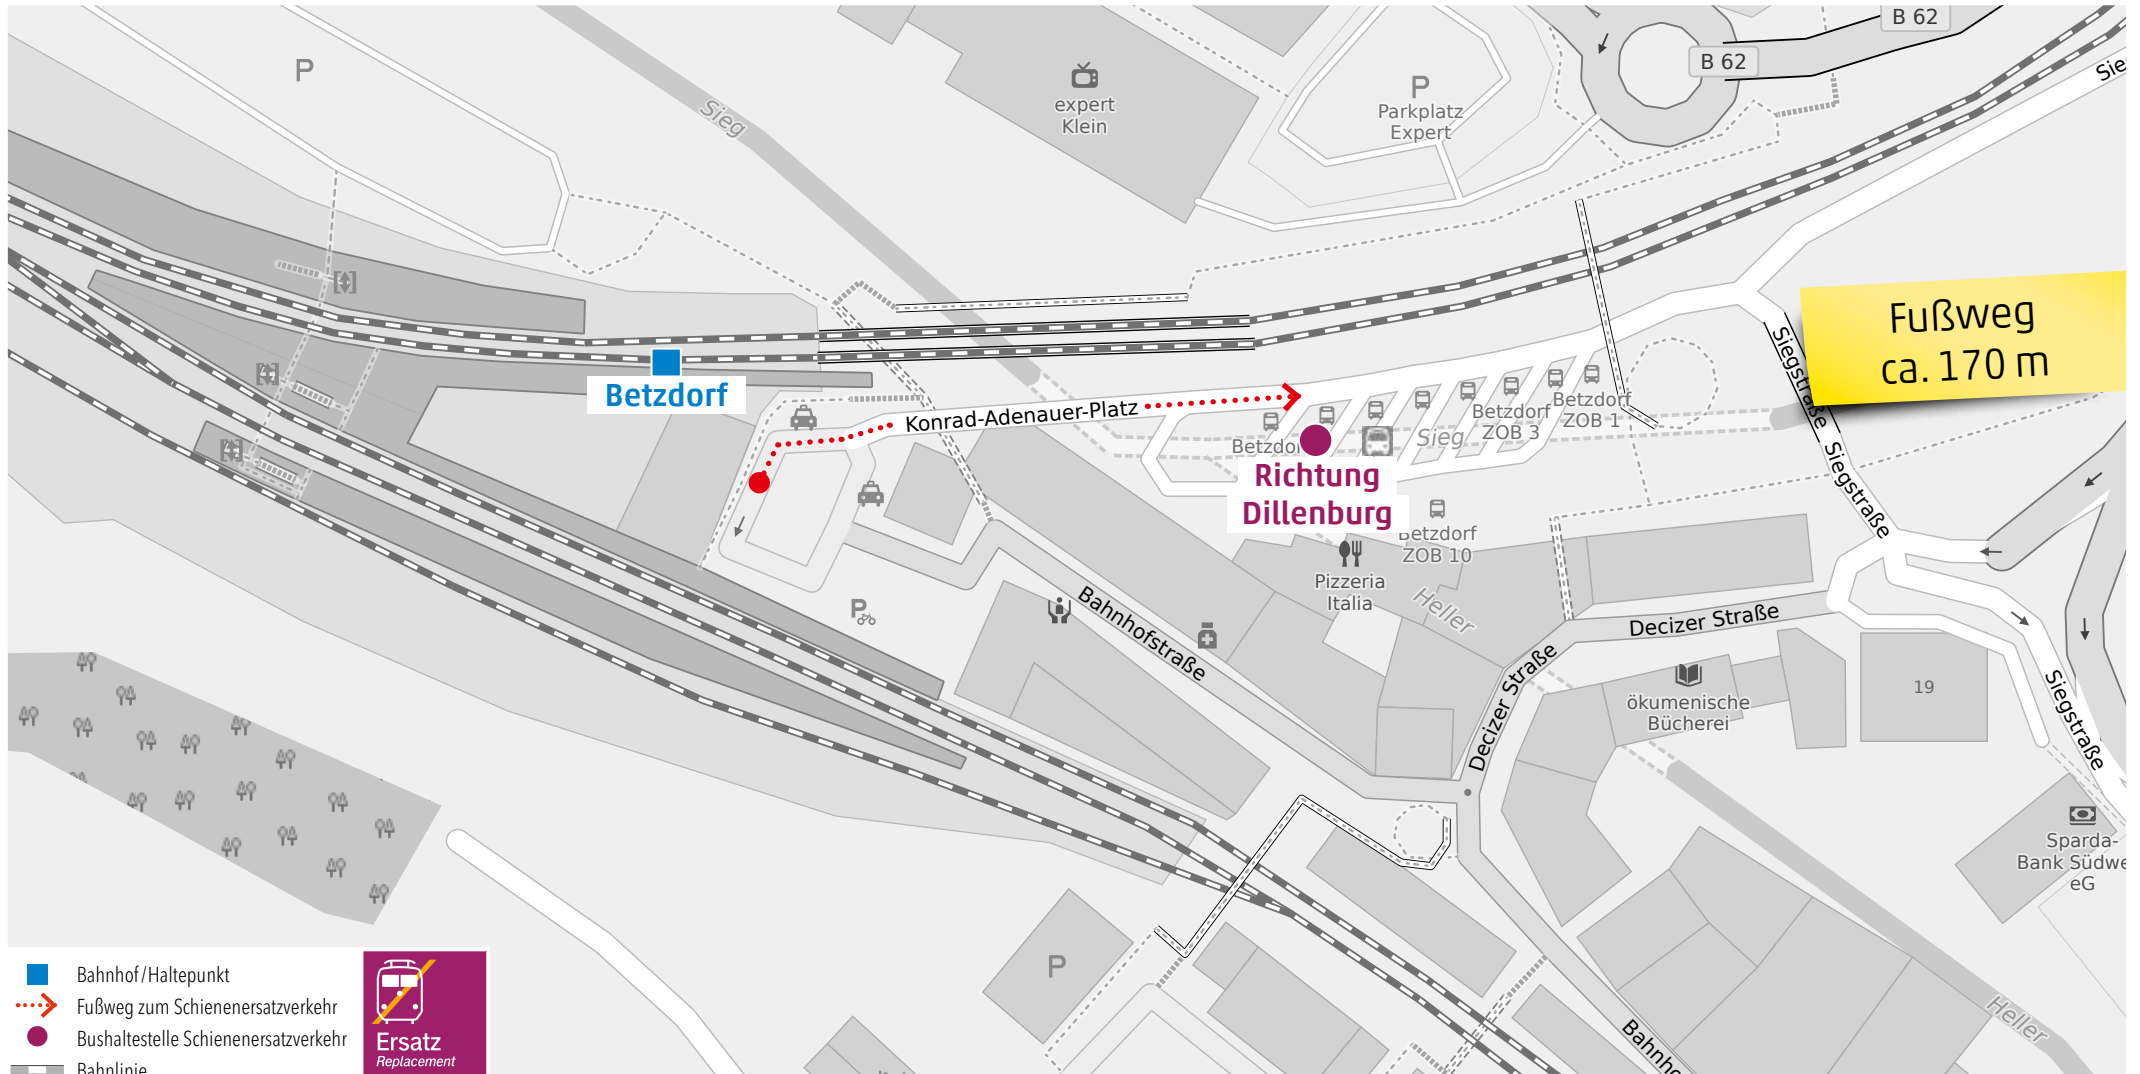 B 62
B 62
Sie
P
Sieg
expert
Klein
P
Parkplatz
Expert
Fußweg
ca. 170 m
Betzdorf
Konrad-Adenauer-Platz
Siegstraße
Betzdorf
ZOB 3
Betzdorf
ZOB 1
Sieg
Richtung
Dillenburg
Siegstraße
Betzdorf
ZOB 10
Pizzeria
Italia
Heller
P
Bahnhofstraße
Decizer Straße
Decizer Straße
ökumenische
Bücherei
19
Siegstraße
Sparda-
Bank Südwe
eG
P
Heller
Bahnho
Bahnhof/Haltepunkt
Fußweg zum Schienenersatzverkehr
Bushaltestelle Schienenersatzverkehr
Bahnlinie
Ersatz
Replacement